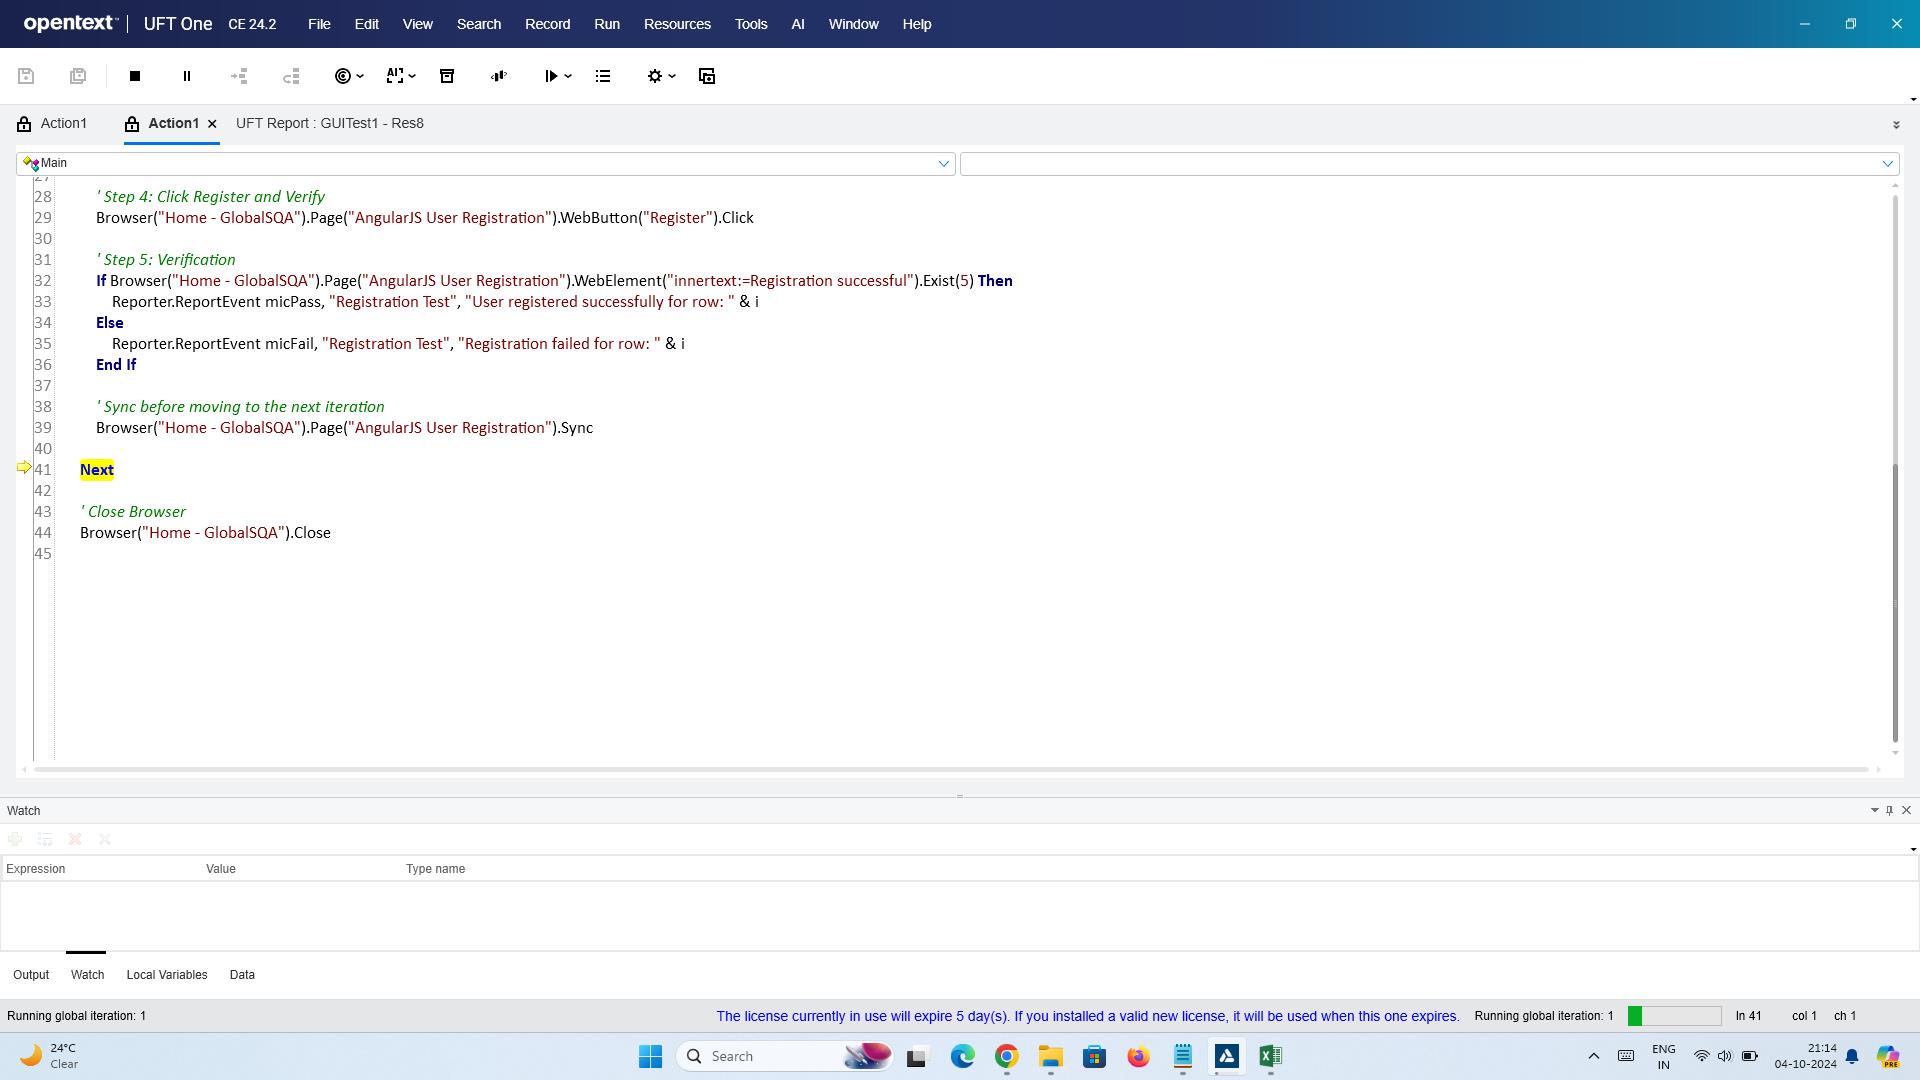 opentext™ | UFT One CE 24.2 File Edit View Search Record Run Resources Tools AI Window Help
AI
Action1 Action1 UFT Report : GUITest1 - Res8
Main
27
28 ' Step 4: Click Register and Verify
29 Browser("Home - GlobalSQA").Page("AngularJS User Registration").WebButton("Register").Click
30
31 ' Step 5: Verification
32 If Browser("Home - GlobalSQA").Page("AngularJS User Registration").WebElement("innertext:=Registration successful").Exist(5) Then
33 Reporter.ReportEvent micPass, "Registration Test", "User registered successfully for row: " & i
34 Else
35 Reporter.ReportEvent micFail, "Registration Test", "Registration failed for row: " & i
36 End If
37
38 ' Sync before moving to the next iteration
39 Browser("Home - GlobalSQA").Page("AngularJS User Registration").Sync
40
41 Next
42
43 ' Close Browser
44 Browser("Home - GlobalSQA").Close
45
Watch
Expression Value Type name
Output Watch Local Variables Data
Running global iteration: 1 The license currently in use will expire 5 day(s). If you installed a valid new license, it will be used when this one expires. Running global iteration: 1 ln 41 col 1 ch 1
24°C
Clear
Search
PRE
ENG
IN
21:14
04-10-2024